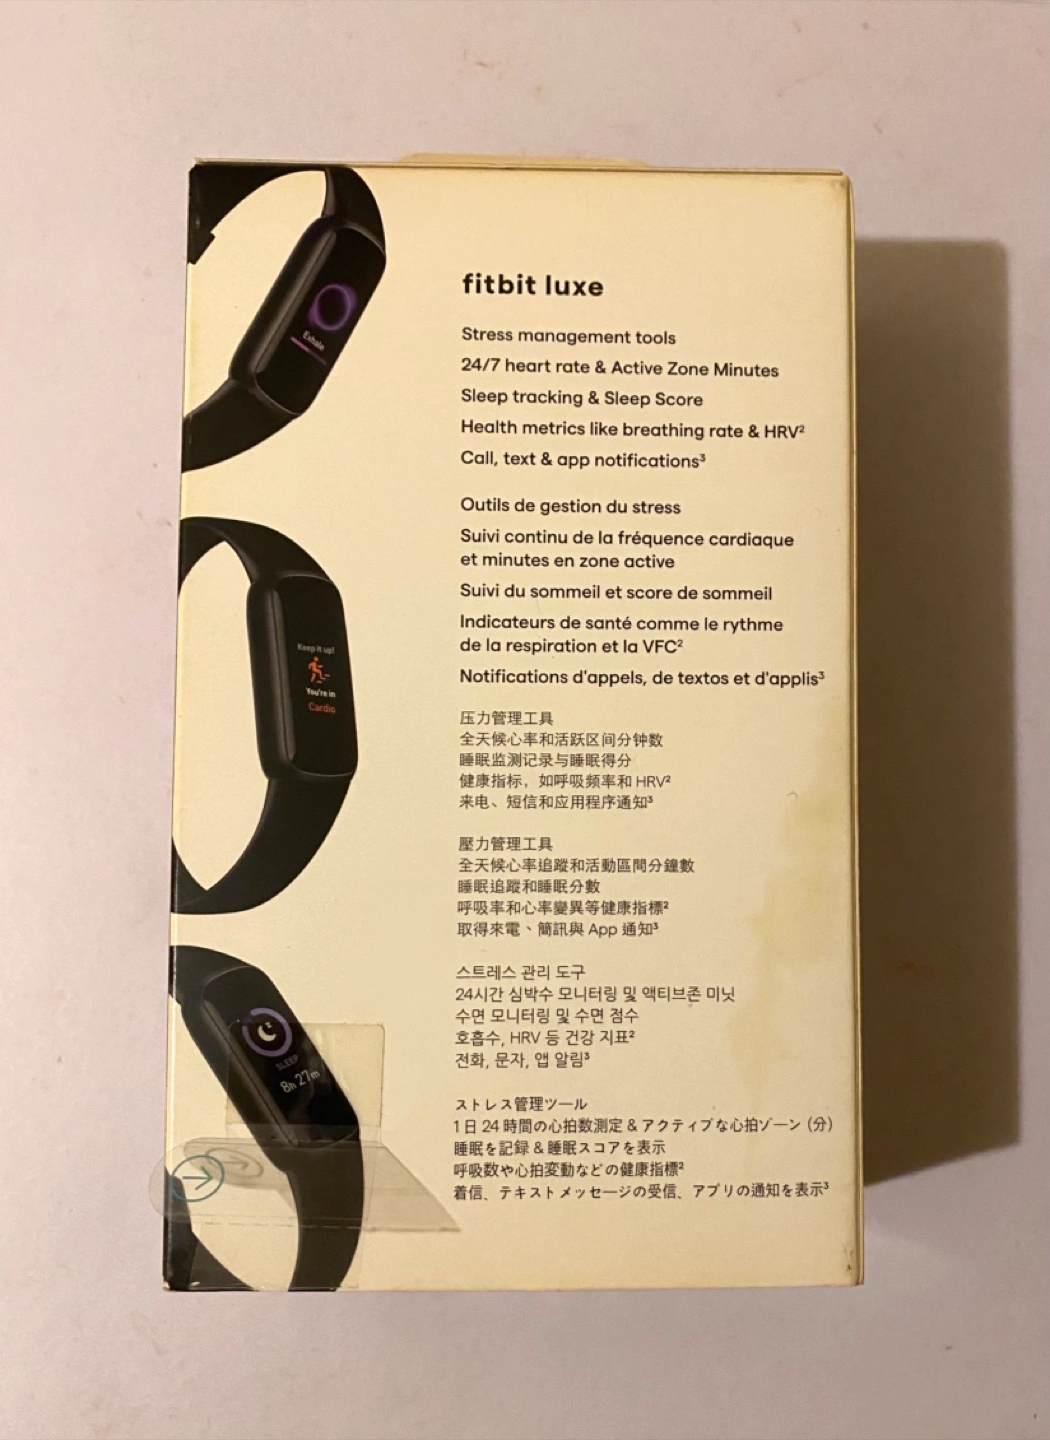 fitbit luxe
Stress management tools
24/7 heart rate & Active Zone Minutes
Sleep tracking & Sleep Score
Health metrics like breathing rate & HRV²
Call, text & app notifications³
Outils de gestion du stress
Suivi continu de la fréquence cardiaque
et minutes en zone active
Suivi du sommeil et score de sommeil
Indicateurs de santé comme le rythme
de la respiration et la VFC²
Notifications d'appels, de textos et d'applis³
压力管理工具
全天候心率和活跃区间分钟数
睡眠监测记录与睡眠得分
健康指标，如呼吸频率和 HRV²
来电、短信和应用程序通知³
壓力管理工具
全天候心率追蹤和活動區間分鐘數
睡眠追蹤和睡眠分數
呼吸率和心率變異等健康指標²
取得來電、簡訊與 App 通知³
스트레스 관리 도구
24시간 심박수 모니터링 및 액티브존 미닛
수면 모니터링 및 수면 점수
호흡수, HRV 등 건강 지표²
전화, 문자, 앱 알림³
ストレス管理ツール
1日 24 時間の心拍数測定 & アクティブな心拍ゾーン (分)
睡眠を記録 & 睡眠スコアを表示
呼吸数や心拍変動などの健康指標²
着信、テキストメッセージの受信、アプリの通知を表示³
Exhale
Keep it up!
You're in
Cardio
SLEEP
8h 27m